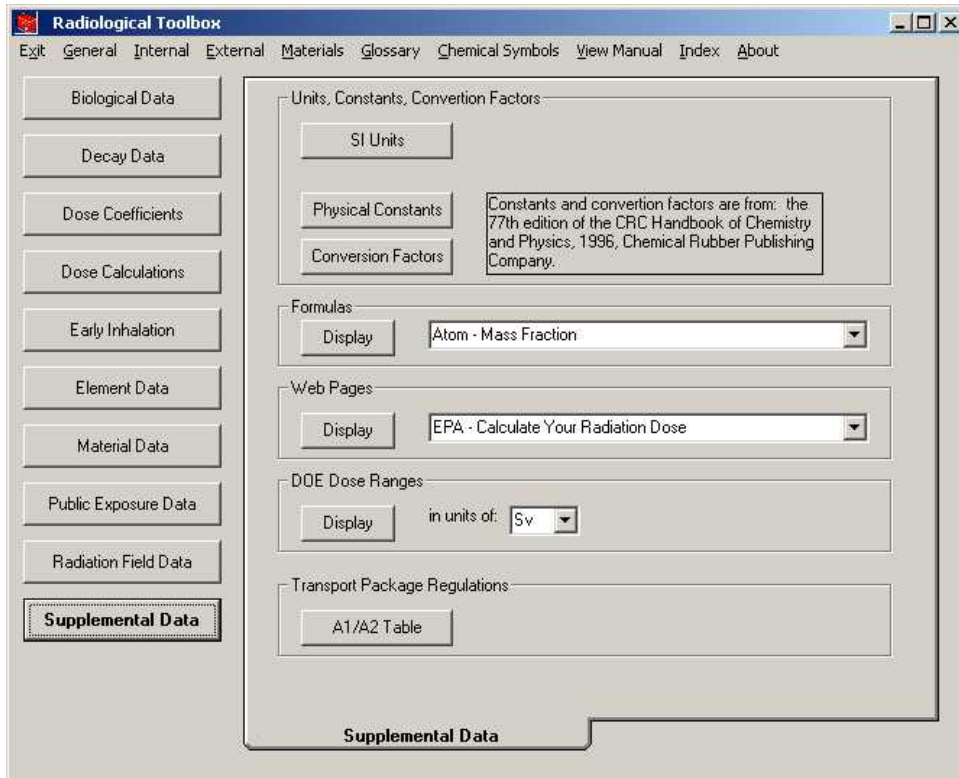 Radiological Toolbox
Exit General Internal External Materials Glossary Chemical Symbols View Manual Index About
Biological Data
Decay Data
Dose Coefficients
Dose Calculations
Early Inhalation
Element Data
Material Data
Public Exposure Data
Radiation Field Data
Supplemental Data
Units, Constants, Convertion Factors
SI Units
Physical Constants
Conversion Factors
Constants and convertion factors are from: the
77th edition of the CRC Handbook of Chemistry
and Physics, 1996, Chemical Rubber Publishing
Company.
Formulas
Display
Atom - Mass Fraction
Web Pages
Display
EPA - Calculate Your Radiation Dose
DOE Dose Ranges
Display
in units of: Sv
Transport Package Regulations
A1/A2 Table
Supplemental Data